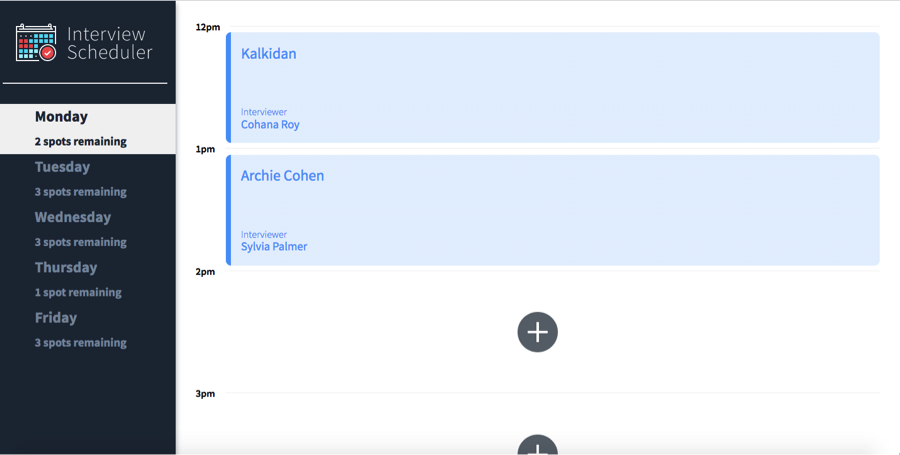 Interview
Scheduler
Monday
2 spots remaining
Tuesday
3 spots remaining
Wednesday
3 spots remaining
Thursday
1 spot remaining
Friday
3 spots remaining
12pm
Kalkidan
Interviewer
Cohana Roy
1pm
Archie Cohen
Interviewer
Sylvia Palmer
2pm
3pm